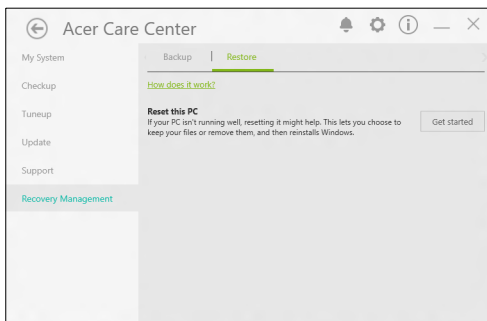 Acer Care Center
My System
Backup
Restore
Checkup
How does it work?
Tuneup
Reset this PC
If your PC isn't running well, resetting it might help. This lets you choose to
keep your files or remove them, and then reinstalls Windows.
Get started
Update
Support
Recovery Management